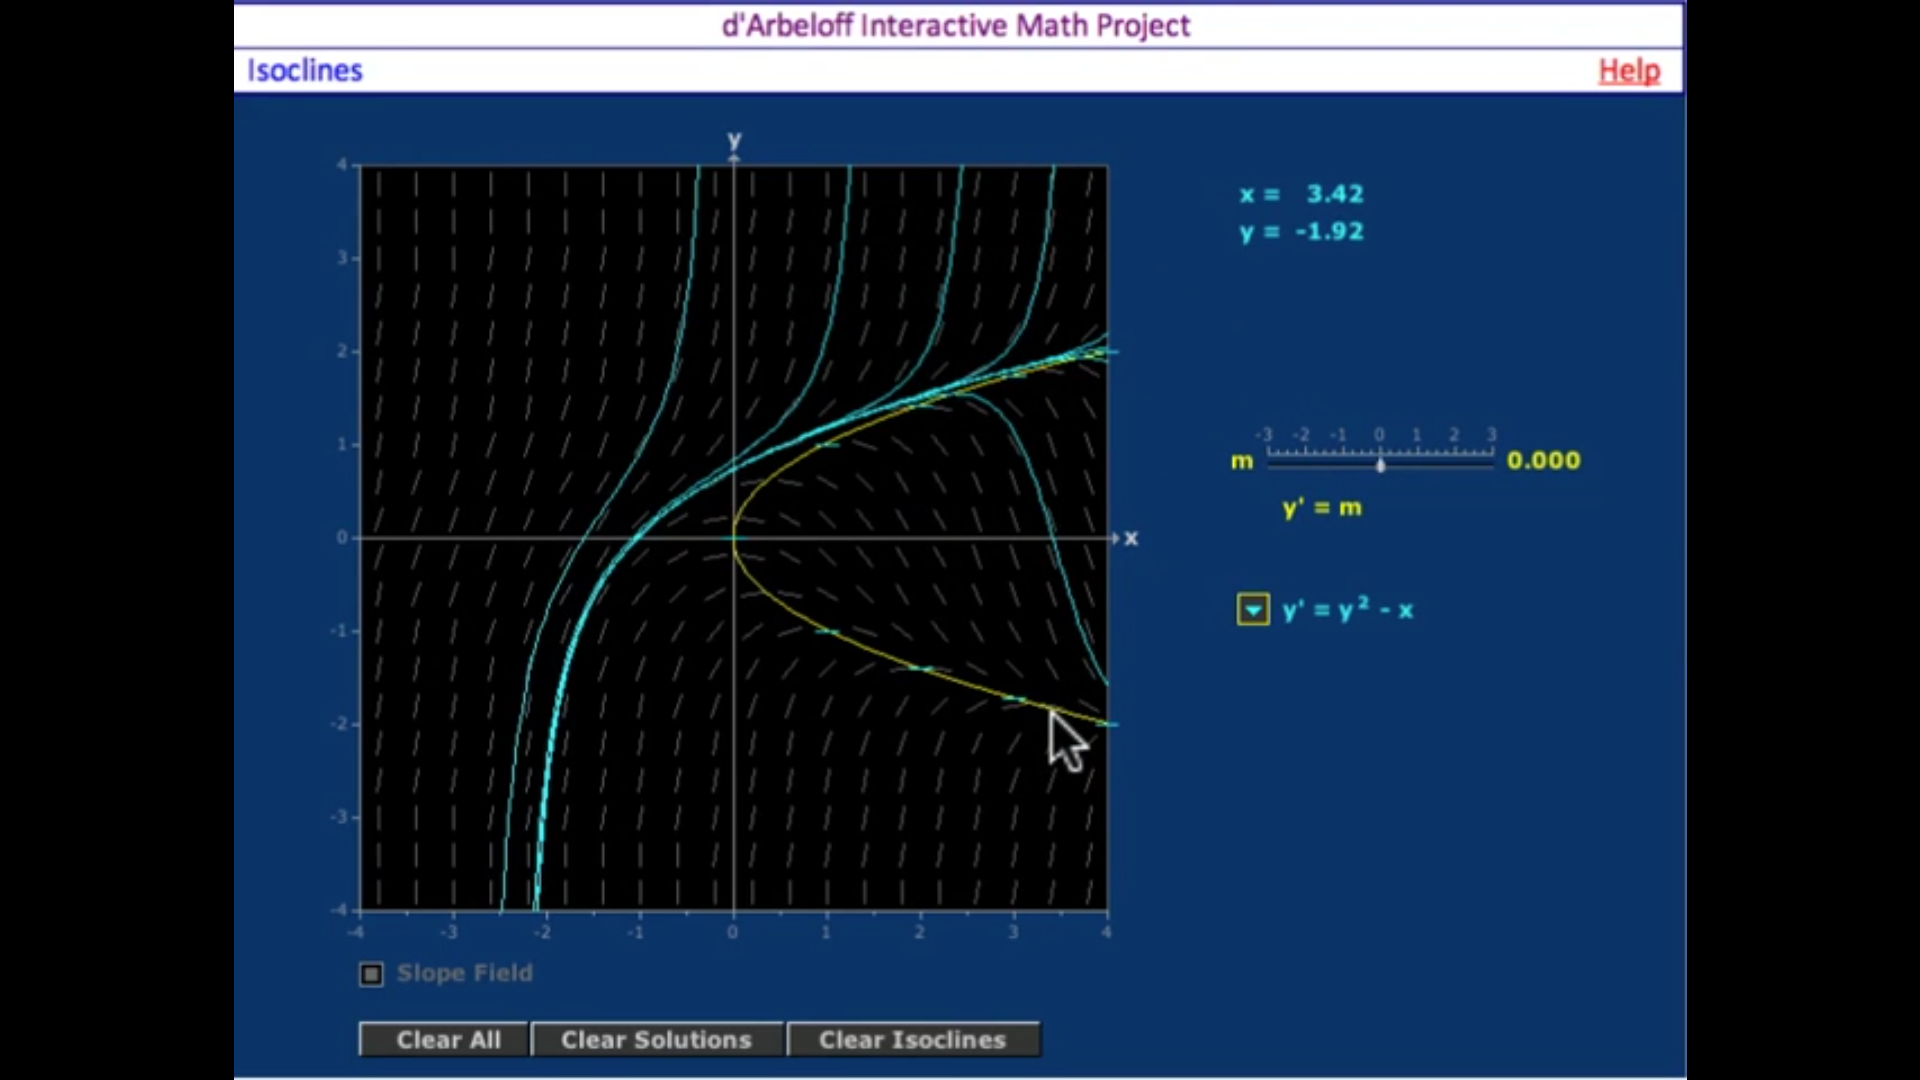 d'Arbeloff Interactive Math Project
Isoclines
Help
y
4
3
2
1
0
-1
-2
-3
-4
-4 -3 -2 -1 0 1 2 3 4
x
x = 3.42
y = -1.92
-3 -2 -1 0 1 2 3
m 0.000
y' = m
y' = y² - x
Slope Field
Clear All Clear Solutions Clear Isoclines